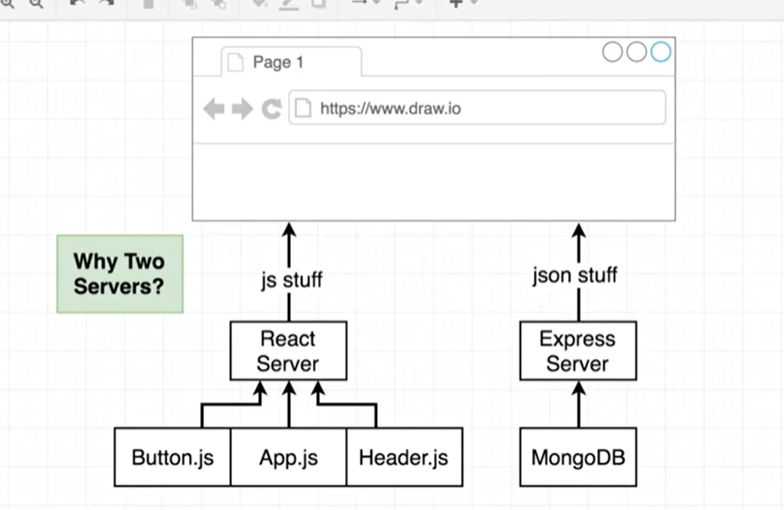 Page 1
https://www.draw.io
Why Two
Servers?
js stuff
json stuff
React
Server
Express
Server
Button.js
App.js
Header.js
MongoDB